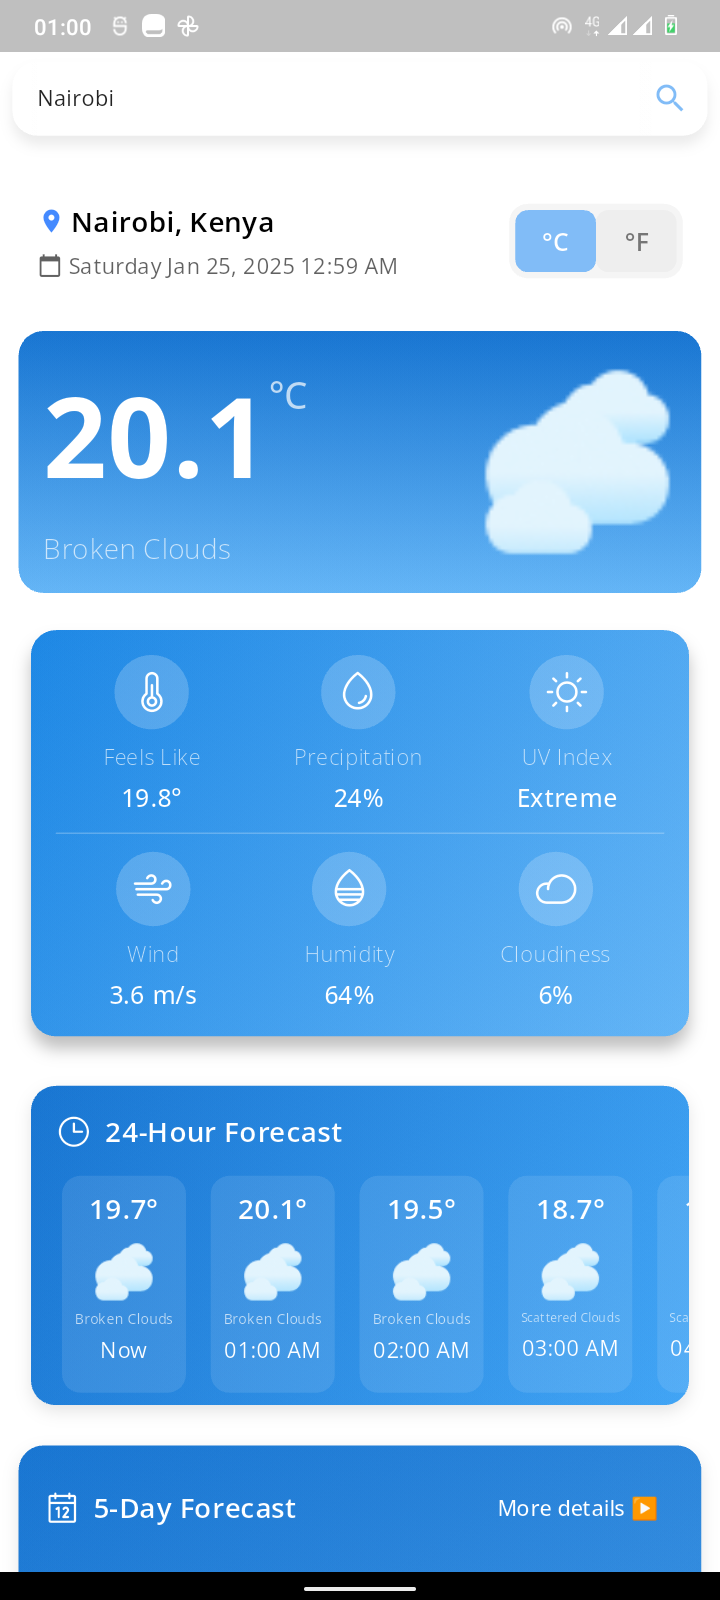 01:00
4G
Nairobi
Nairobi, Kenya
Saturday Jan 25, 2025 12:59 AM
°C °F
20.1 °C
Broken Clouds
Feels Like Precipitation UV Index
19.8° 24% Extreme
Wind Humidity Cloudiness
3.6 m/s 64% 6%
24-Hour Forecast
19.7° 20.1° 19.5° 18.7°
Broken Clouds Broken Clouds Broken Clouds Scattered Clouds Sca
Now 01:00 AM 02:00 AM 03:00 AM 04
12 5-Day Forecast More details ▶️